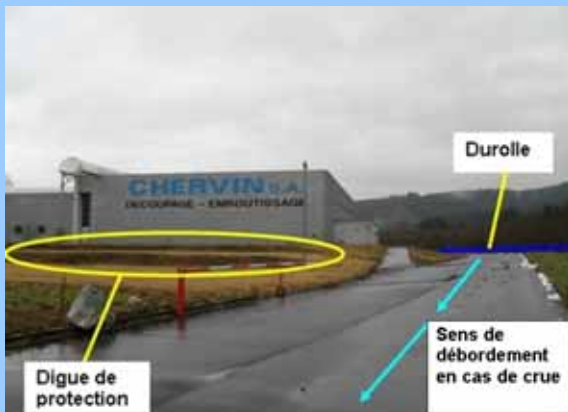 CHERVIN S.A.
DECOUPAGE - EMBOUTISSAGE
Durolle
Digue de
protection
Sens de
débordement
en cas de crue